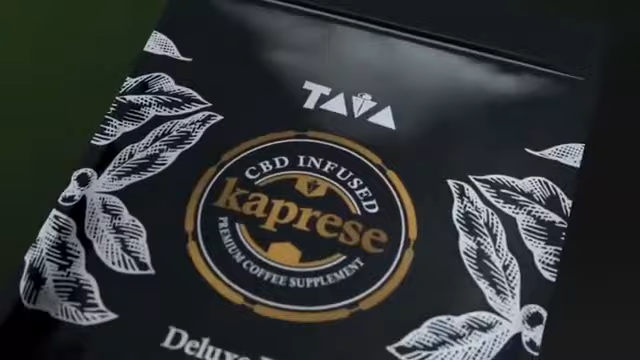 TAVA
CBD INFUSED
kaprese
PREMIUM COFFEE SUPPLEMENT
Deluxe